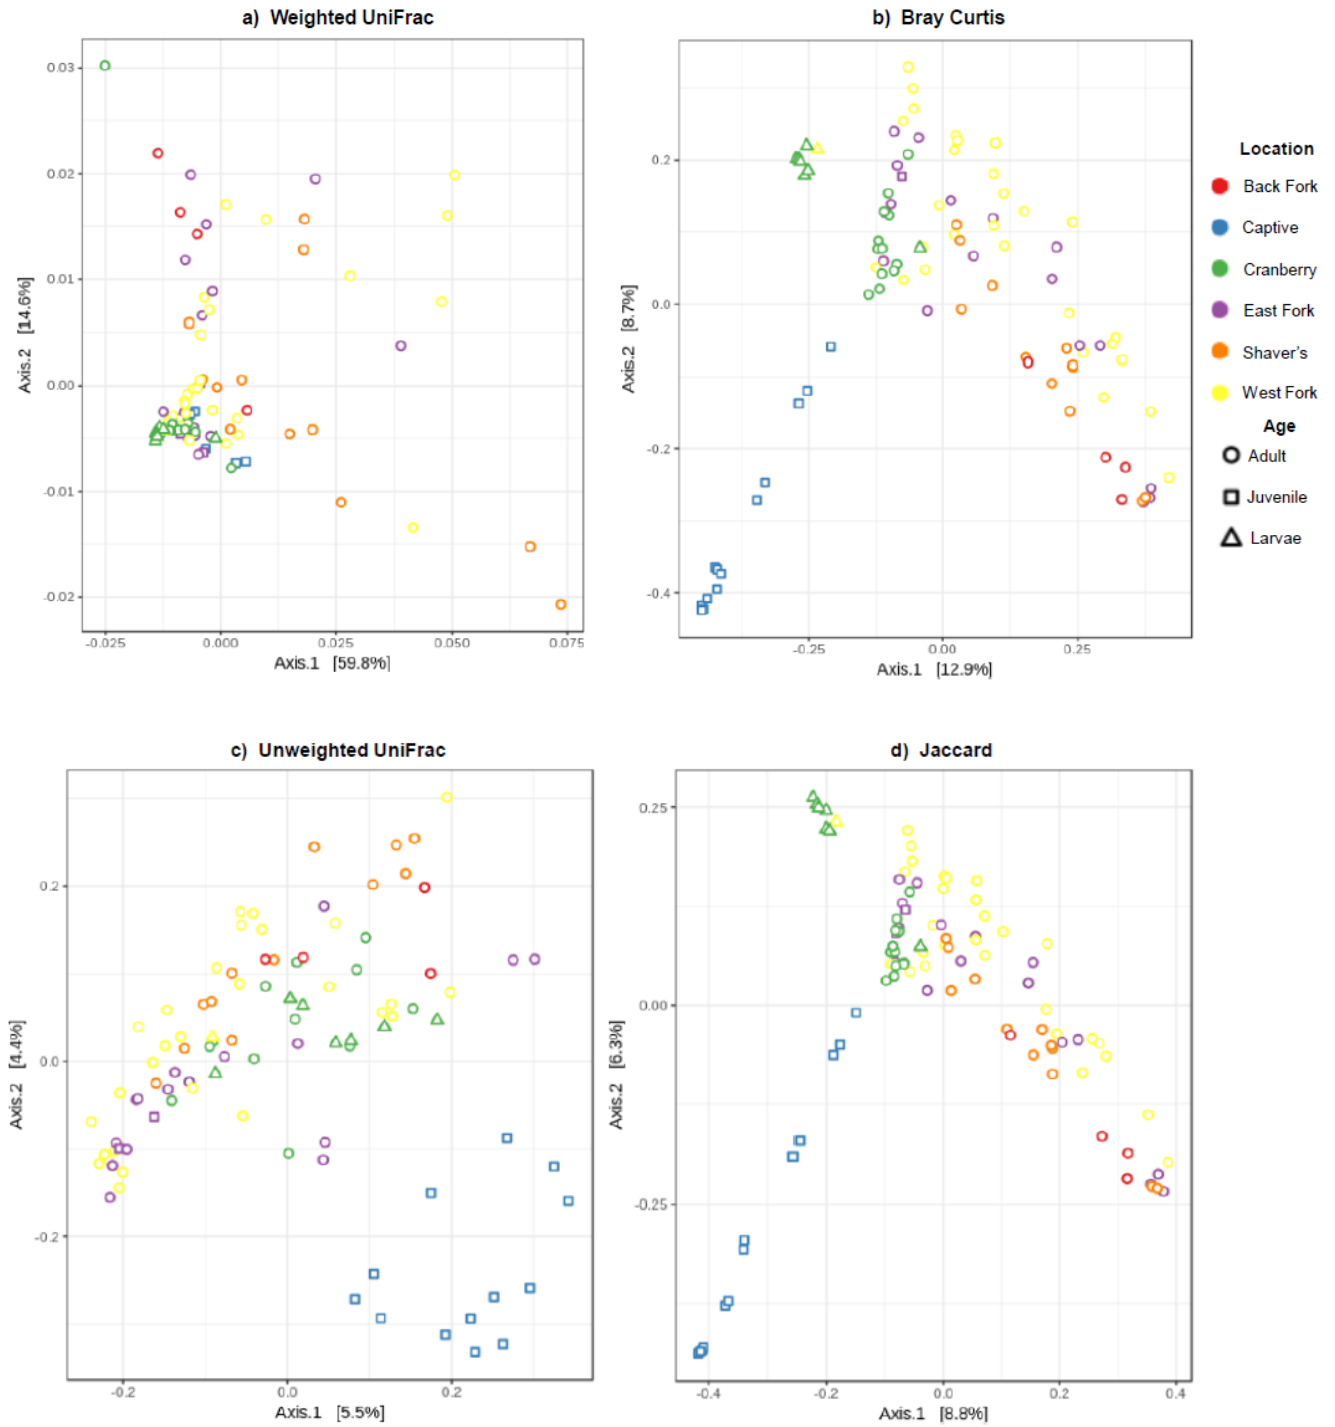 a) Weighted UniFrac
0.03
0.02
0.01
0.00
-0.01
-0.02
Axis.2 [14.6%]
-0.025
0.000
0.025
0.050
0.075
Axis.1 [59.8%]
b) Bray Curtis
0.2
0.0
-0.2
-0.4
Axis.2 [8.7%]
-0.25
0.00
0.25
Axis.1 [12.9%]
Location
Back Fork
Captive
Cranberry
East Fork
Shaver's
West Fork
Age
Adult
Juvenile
Larvae
c) Unweighted UniFrac
0.2
0.0
-0.2
Axis.2 [4.4%]
-0.2
0.0
0.2
Axis.1 [5.5%]
d) Jaccard
0.25
0.00
-0.25
Axis.2 [6.3%]
-0.4
-0.2
0.0
0.2
0.4
Axis.1 [8.8%]